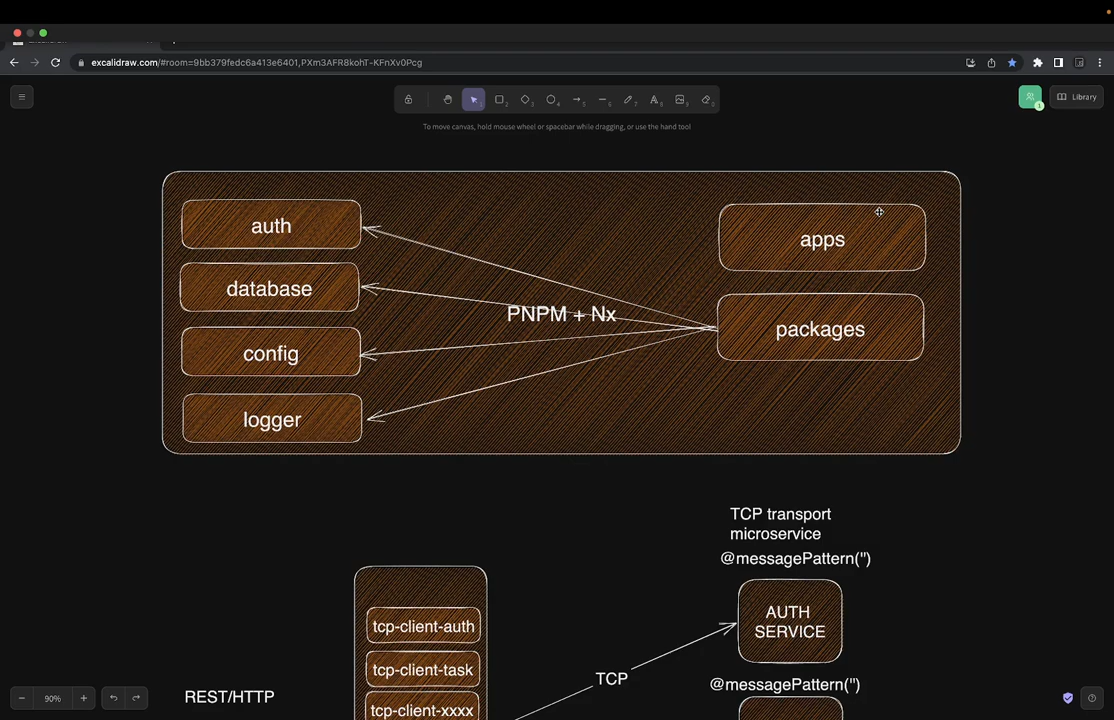 excalidraw.com/#room=9bb379fedc6a413e6401,PXm3AFR8kohT-KFnXv0Pcg
Library
To move canvas, hold mouse wheel or spacebar while dragging, or use the hand tool
auth
apps
database
PNPM + Nx
packages
config
logger
TCP transport
microservice
@messagePattern('')
AUTH
SERVICE
tcp-client-auth
tcp-client-task
TCP
@messagePattern('')
REST/HTTP
tcp-client-xxxx
90%